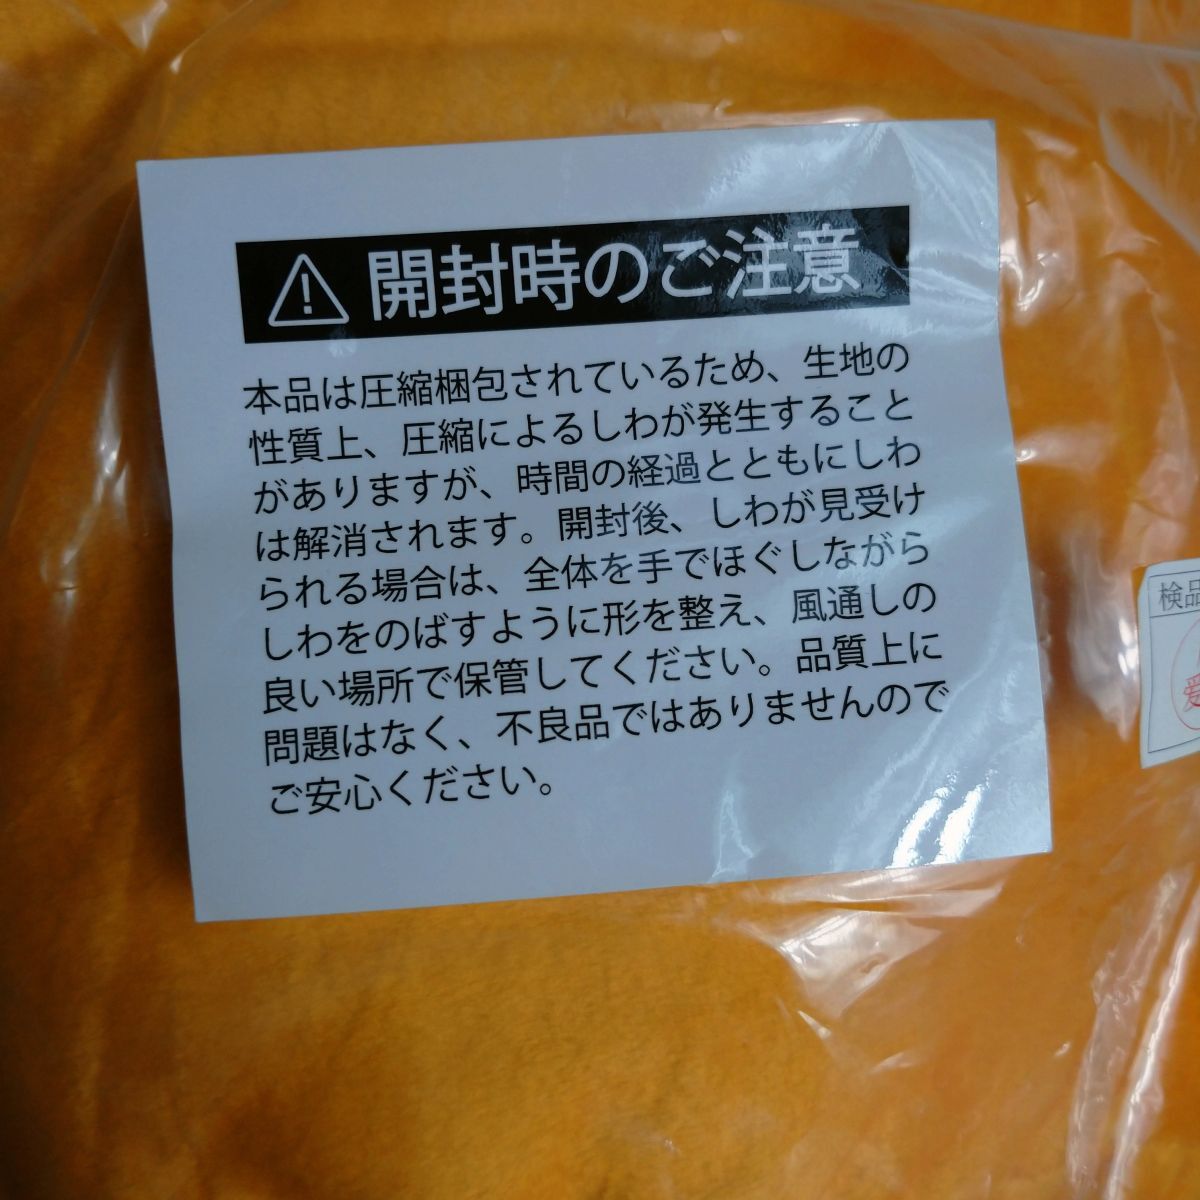 開封時のご注意
本品は圧縮梱包されているため、生地の
性質上、圧縮によるしわが発生すること
がありますが、時間の経過とともにしわ
は解消されます。開封後、しわが見受け
られる場合は、全体を手でほぐしながら
しわをのばすように形を整え、風通しの
良い場所で保管してください。品質上に
問題はなく、不良品ではありませんので
ご安心ください。
検品